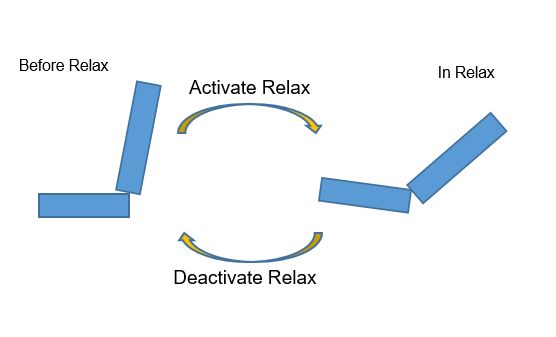 Before Relax
Activate Relax
In Relax
Deactivate Relax